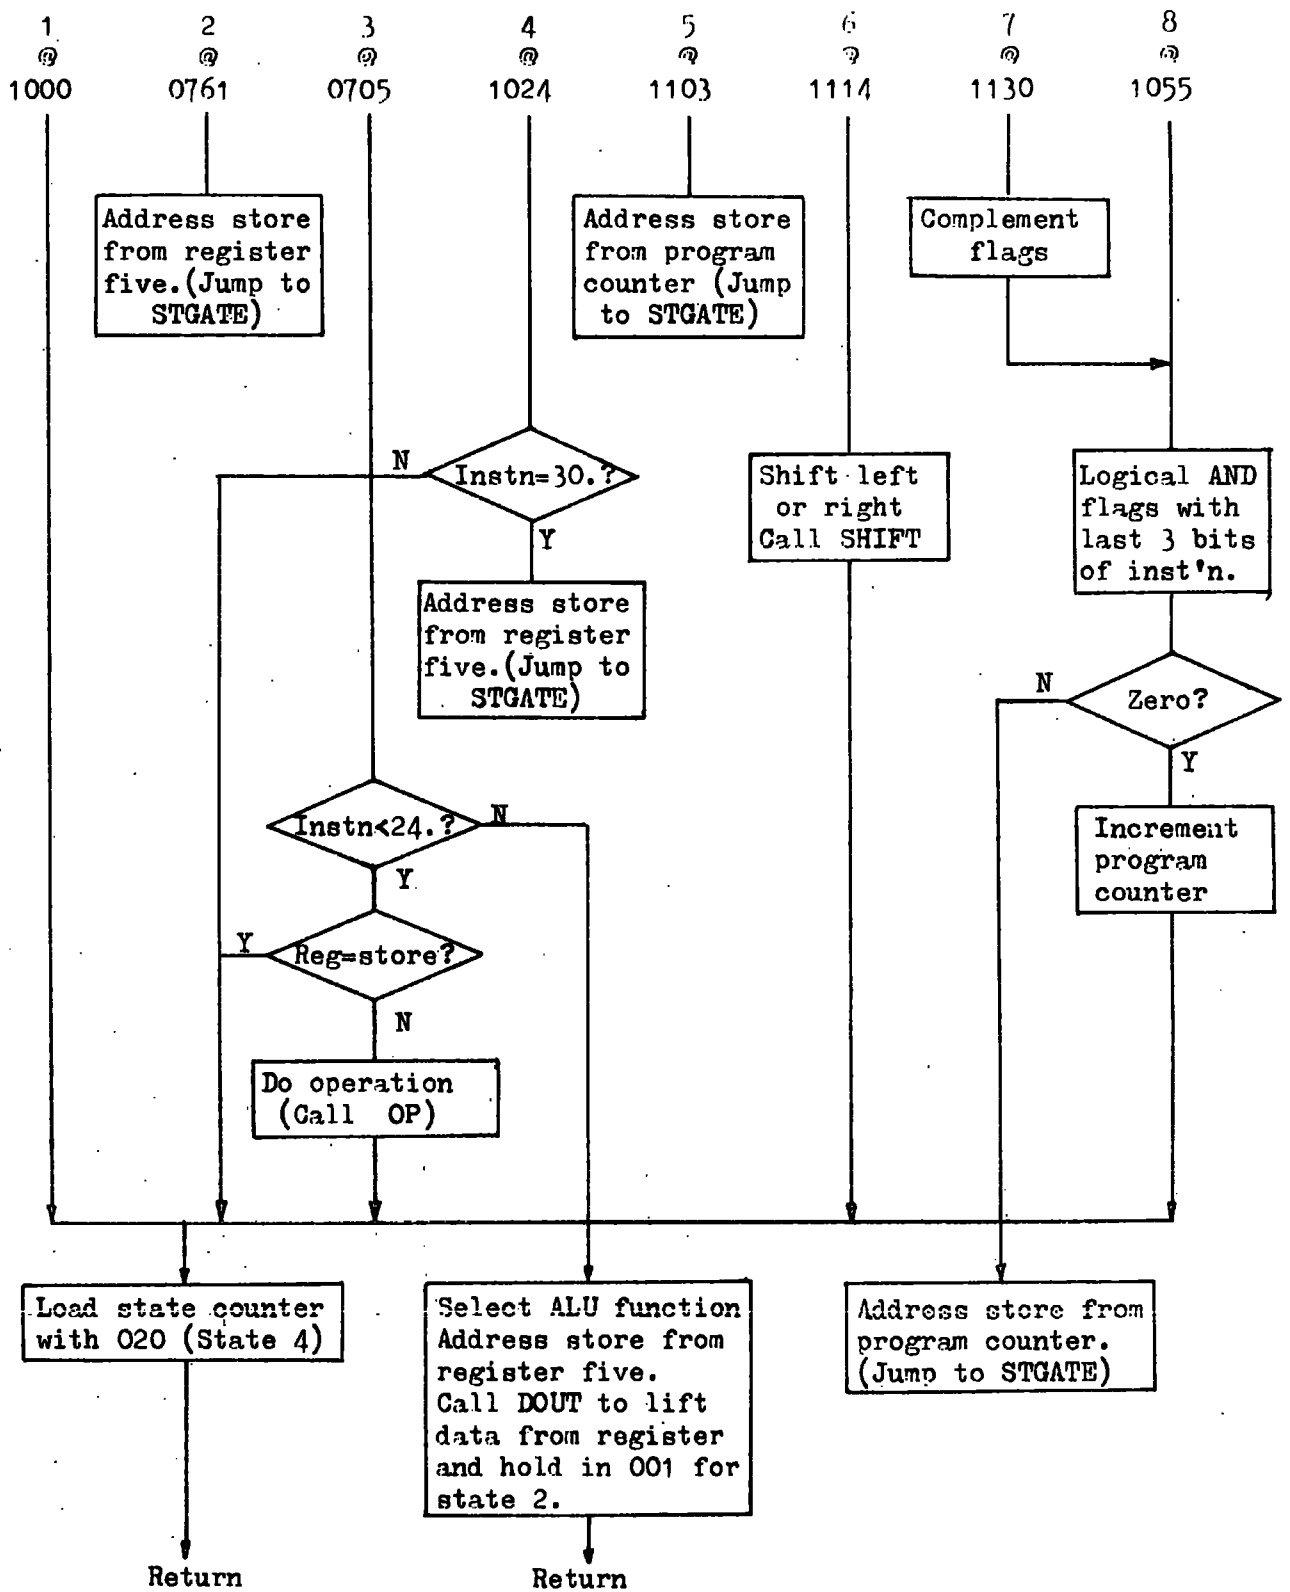 1 2 3 4 5 6 7 8
@ @ @ @ @ @ @ @
1000 0761 0705 1024 1103 1114 1130 1055
Address store
from register
five.(Jump to
STGATE)
Address store
from program
counter (Jump
to STGATE)
Complement
flags
N
Instn=30.?
Y
Shift left
or right
Call SHIFT
Logical AND
flags with
last 3 bits
of inst'n.
Address store
from register
five.(Jump to
STGATE)
N
Zero?
Y
Instn<24.?
N
Y
Increment
program
counter
Y
Reg=store?
N
Do operation
(Call OP)
Load state counter
with 020 (State 4)
Select ALU function
Address store from
register five.
Call DOUT to lift
data from register
and hold in 001 for
state 2.
Address store from
program counter.
(Jump to STGATE)
Return
Return